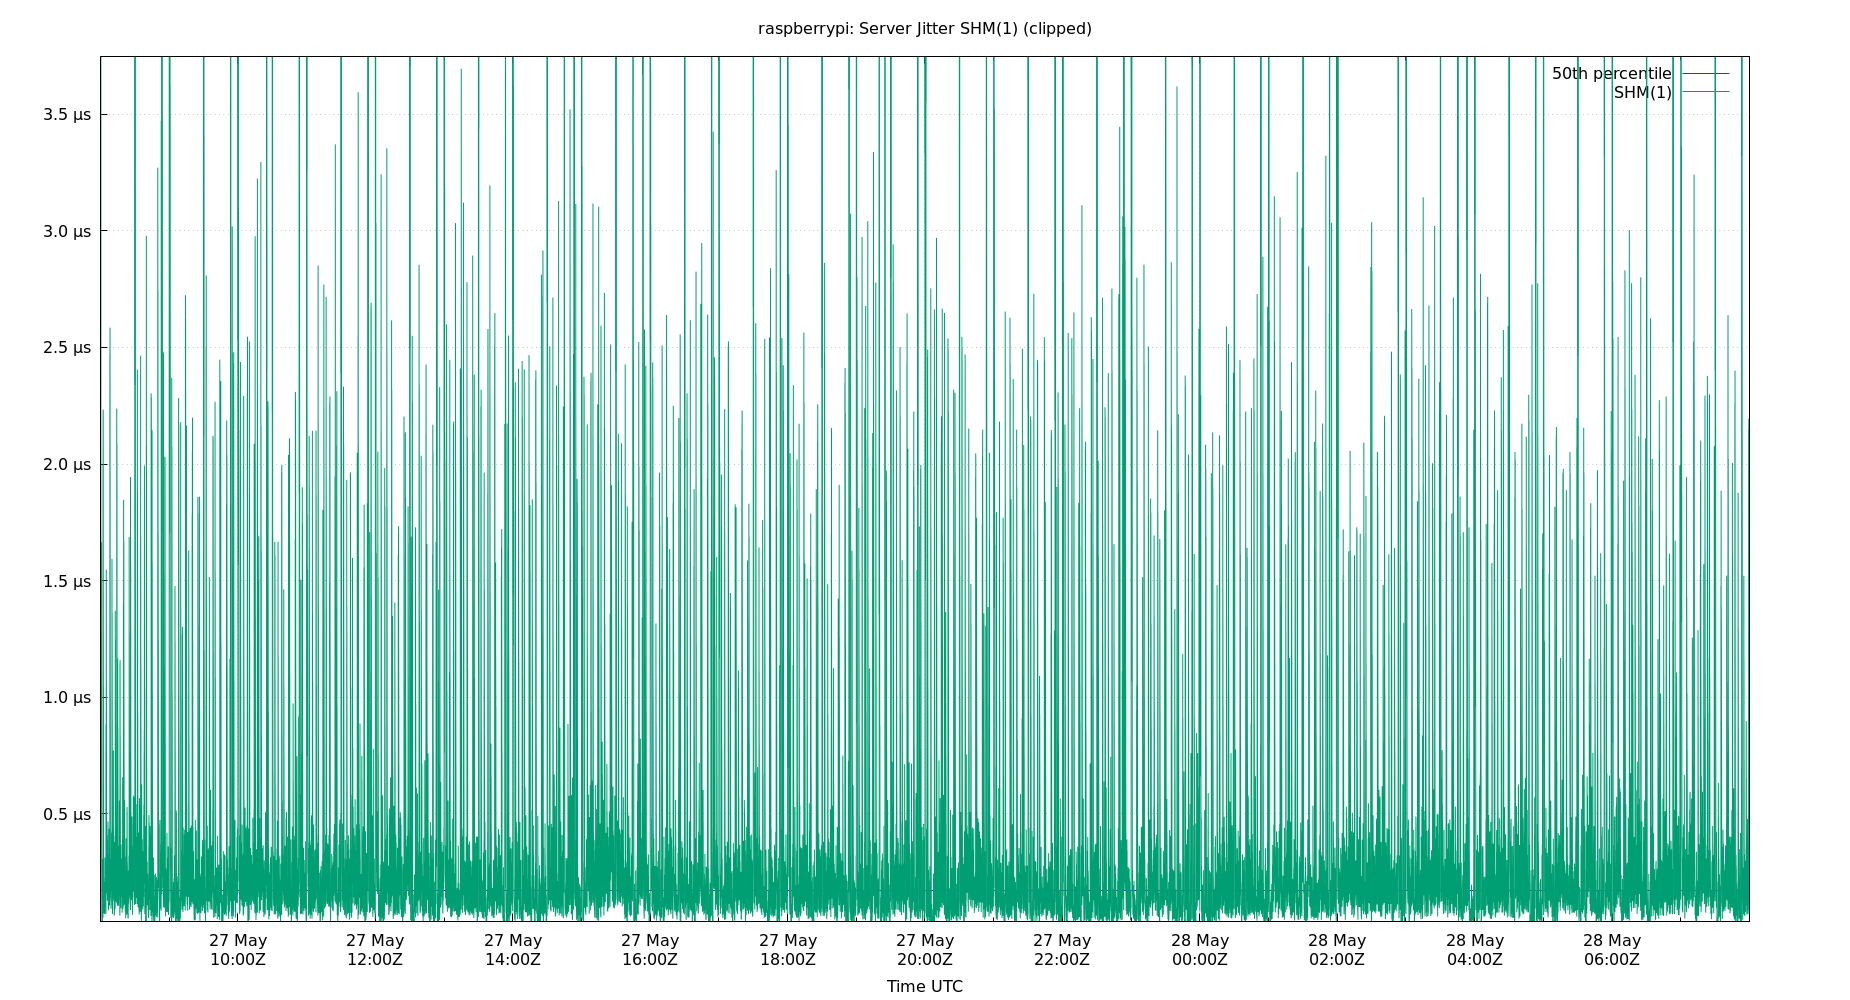 raspberrypi: Server Jitter SHM(1) (clipped)
50th percentile
SHM(1)
3.5 µs
3.0 µs
2.5 µs
2.0 µs
1.5 µs
1.0 µs
0.5 µs
27 May 27 May 27 May 27 May 27 May 27 May 27 May 28 May 28 May 28 May 28 May
10:00Z 12:00Z 14:00Z 16:00Z 18:00Z 20:00Z 22:00Z 00:00Z 02:00Z 04:00Z 06:00Z
Time UTC